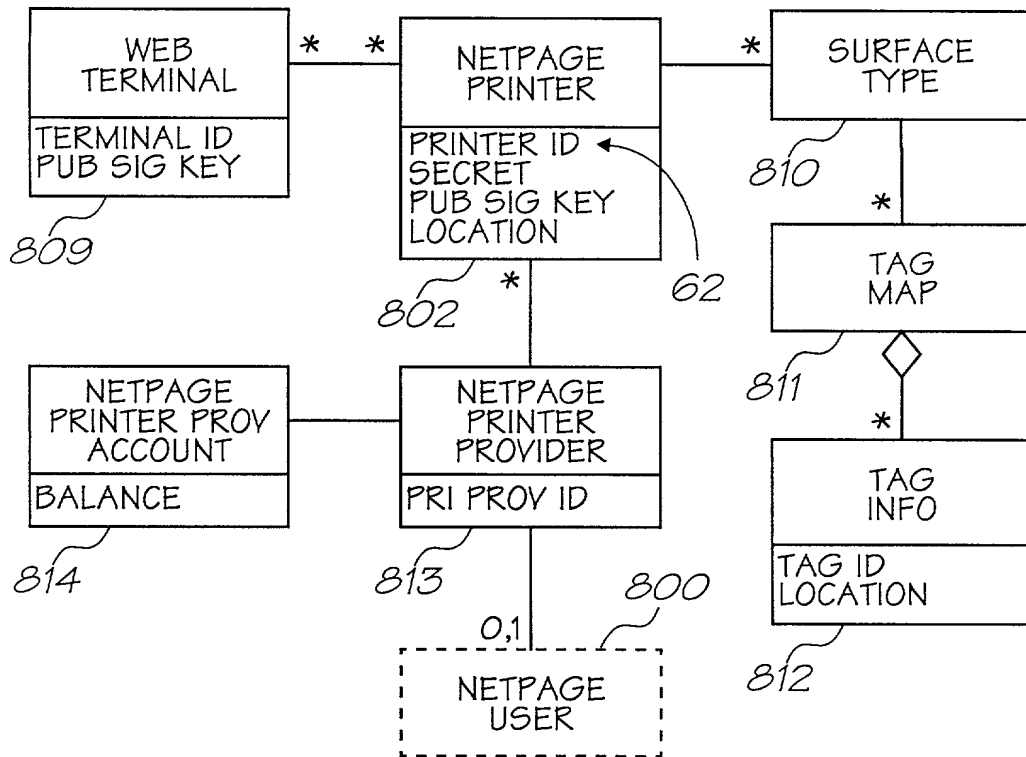 WEB
TERMINAL
TERMINAL ID
PUB SIG KEY
809
* *
NETPAGE
PRINTER
PRINTER ID
SECRET
PUB SIG KEY
LOCATION
802
62
*
*
SURFACE
TYPE
810
*
TAG
MAP
811
*
TAG
INFO
TAG ID
LOCATION
812
NETPAGE
PRINTER PROV
ACCOUNT
BALANCE
814
NETPAGE
PRINTER
PROVIDER
PRI PROV ID
813
0,1
800
NETPAGE
USER